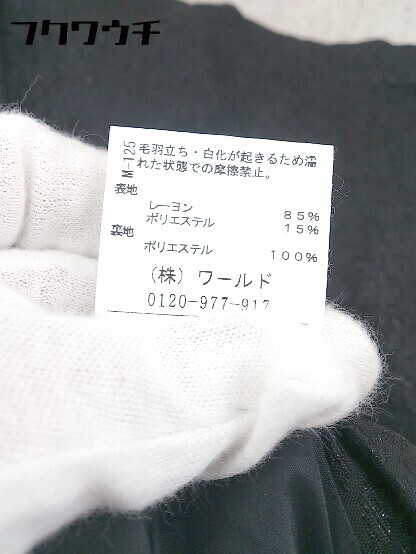 フクワウチ
M-125
毛羽立ち・白化が起きるため濡
れた状態での摩擦禁止。
表地
レーヨン 85%
ポリエステル 15%
裏地
ポリエステル 100%
(株)ワールド
0120-977-917